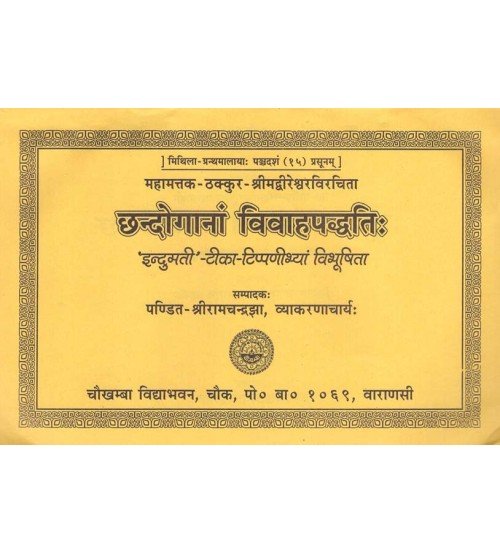 [ मिथिला-ग्रन्थमालायाः पञ्चदशं (१५) प्रसूनम् ]
महामत्तक-ठक्कुर-श्रीमद्वीरेश्वरविरचिता
छन्दोगानां विवाहपद्धतिः
'इन्दुमती'-टीका-टिप्पणीभ्यां विभूषिता
सम्पादकः
पण्डित-श्रीरामचन्द्रझा, व्याकरणाचार्यः
चौखम्बा विद्याभवन, चौक, पो० बा० १०६९, वाराणसी